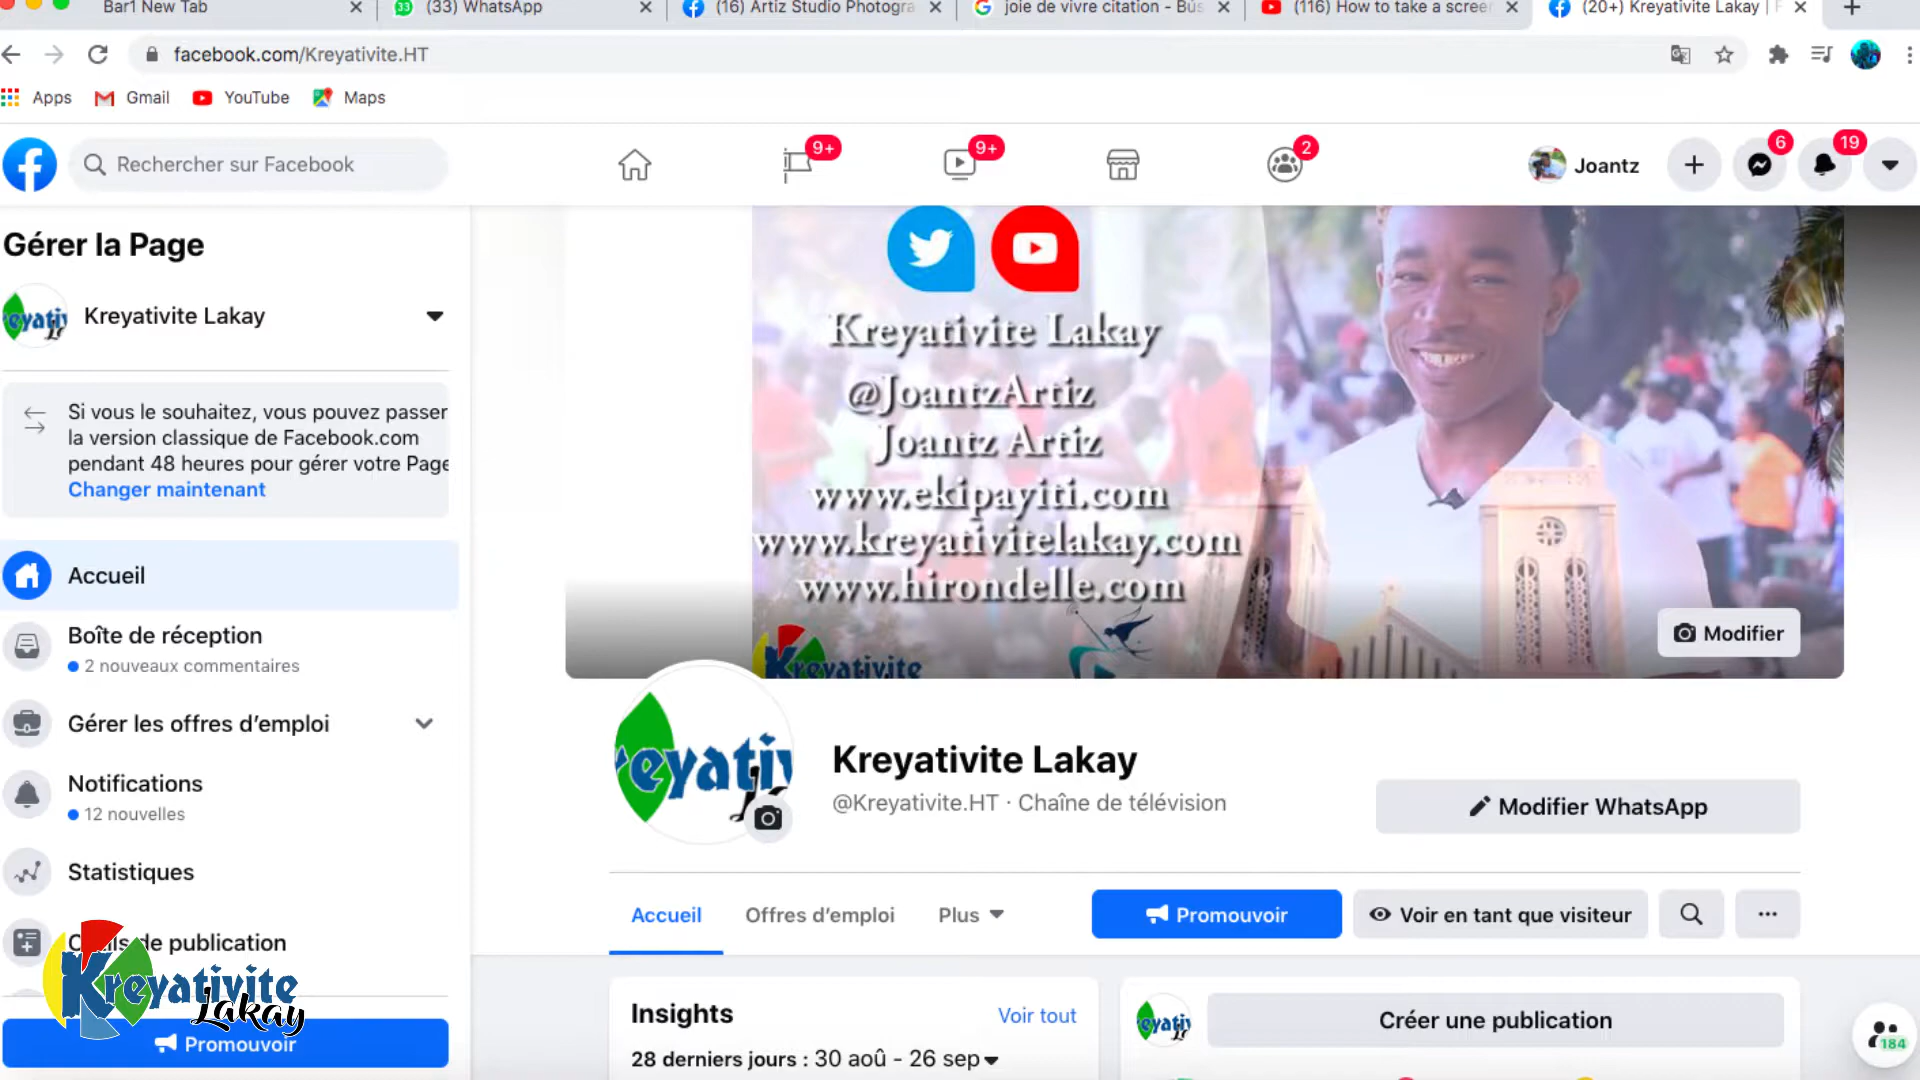 Bar1 New Tab
33
(33) WhatsApp
(16) Artiz Studio Photogra
joie de vivre citation - Bús
(116) How to take a screen
(20+) Kreyativite Lakay | F
facebook.com/Kreyativite.HT
Apps
Gmail
YouTube
Maps
Rechercher sur Facebook
9+
9+
2
Joantz
6
19
Gérer la Page
Kreyativite Lakay
Si vous le souhaitez, vous pouvez passer
la version classique de Facebook.com
pendant 48 heures pour gérer votre Page
Changer maintenant
Accueil
Boîte de réception
2 nouveaux commentaires
Gérer les offres d’emploi
Notifications
12 nouvelles
Statistiques
de publication
Kreyativite
Lakay
Promouvoir
Kreyativite Lakay
@JoantzArtiz
Joantz Artiz
www.ekipayiti.com
www.kreyativitelakay.com
www.hirondelle.com
Kreyativite
Modifier
eyativ
Kreyativite Lakay
@Kreyativite.HT · Chaîne de télévision
Modifier WhatsApp
Accueil
Offres d’emploi
Plus
Promouvoir
Voir en tant que visiteur
Insights
Voir tout
28 derniers jours : 30 aoû - 26 sep
Créer une publication
184